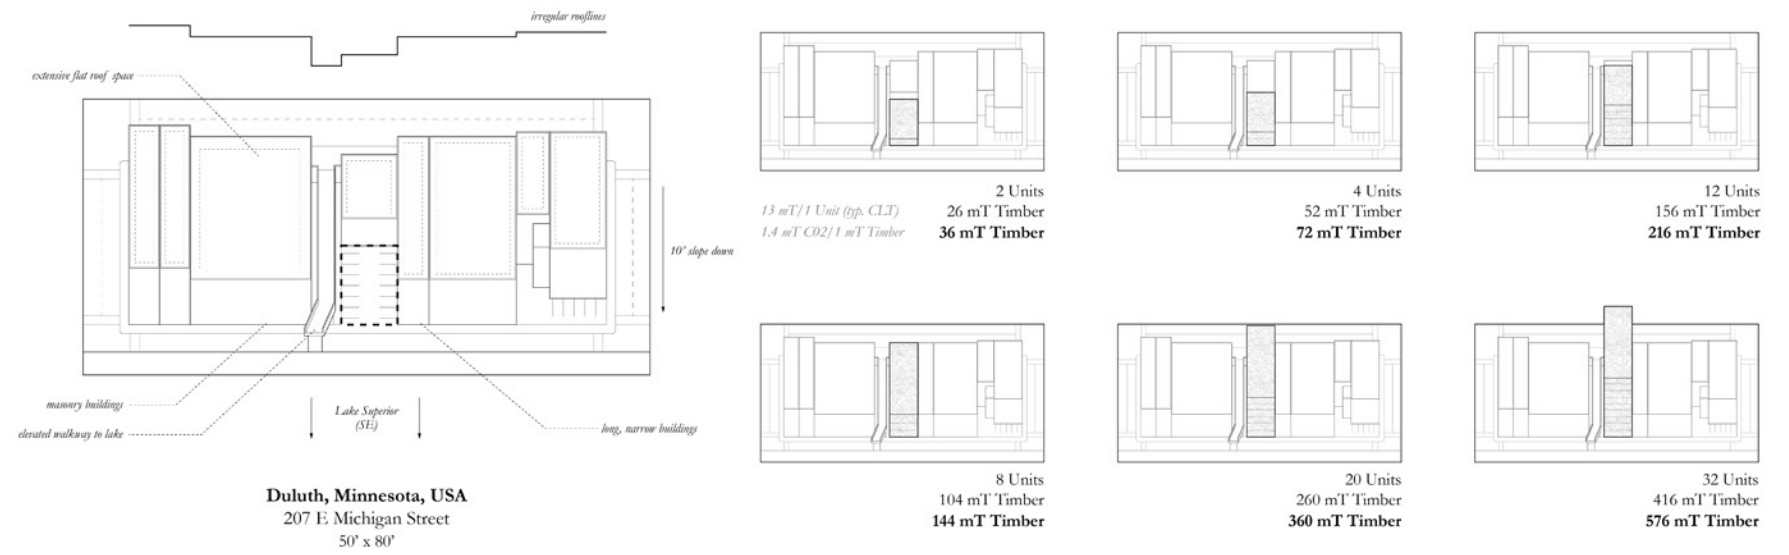 irregular rooflines
extensive flat roof space
10' slope down
masonry buildings
elevated walkway to lake
Lake Superior
(SE)
long, narrow buildings
Duluth, Minnesota, USA
207 E Michigan Street
50' x 80'
13 mT/1 Unit (typ. CLT)
1.4 mT C02/1 mT Timber
2 Units
26 mT Timber
36 mT Timber
4 Units
52 mT Timber
72 mT Timber
12 Units
156 mT Timber
216 mT Timber
8 Units
104 mT Timber
144 mT Timber
20 Units
260 mT Timber
360 mT Timber
32 Units
416 mT Timber
576 mT Timber